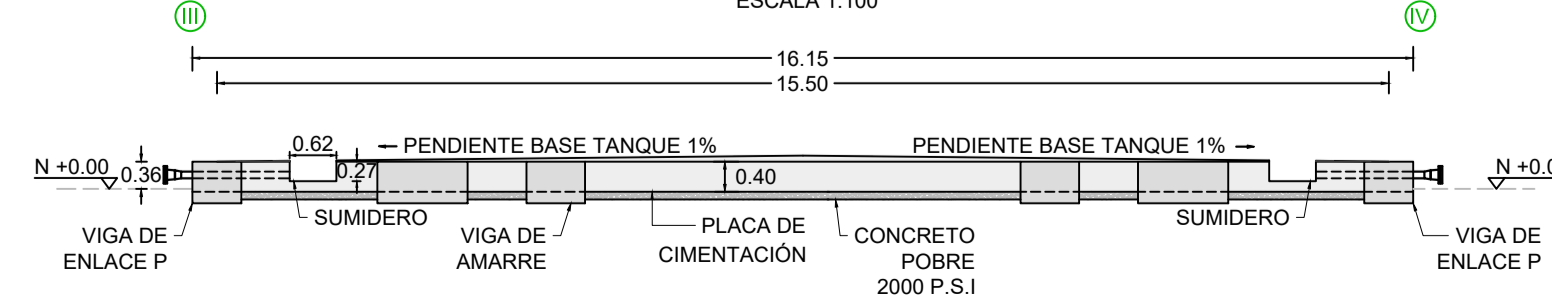 ESCALA 1:100
III
IV
16.15
15.50
0.62
PENDIENTE BASE TANQUE 1%
PENDIENTE BASE TANQUE 1%
N +0.00
0.36
0.27
0.40
N +0.0
SUMIDERO
SUMIDERO
VIGA DE
ENLACE P
VIGA DE
AMARRE
PLACA DE
CIMENTACIÓN
CONCRETO
POBRE
2000 P.S.I
VIGA DE
ENLACE P